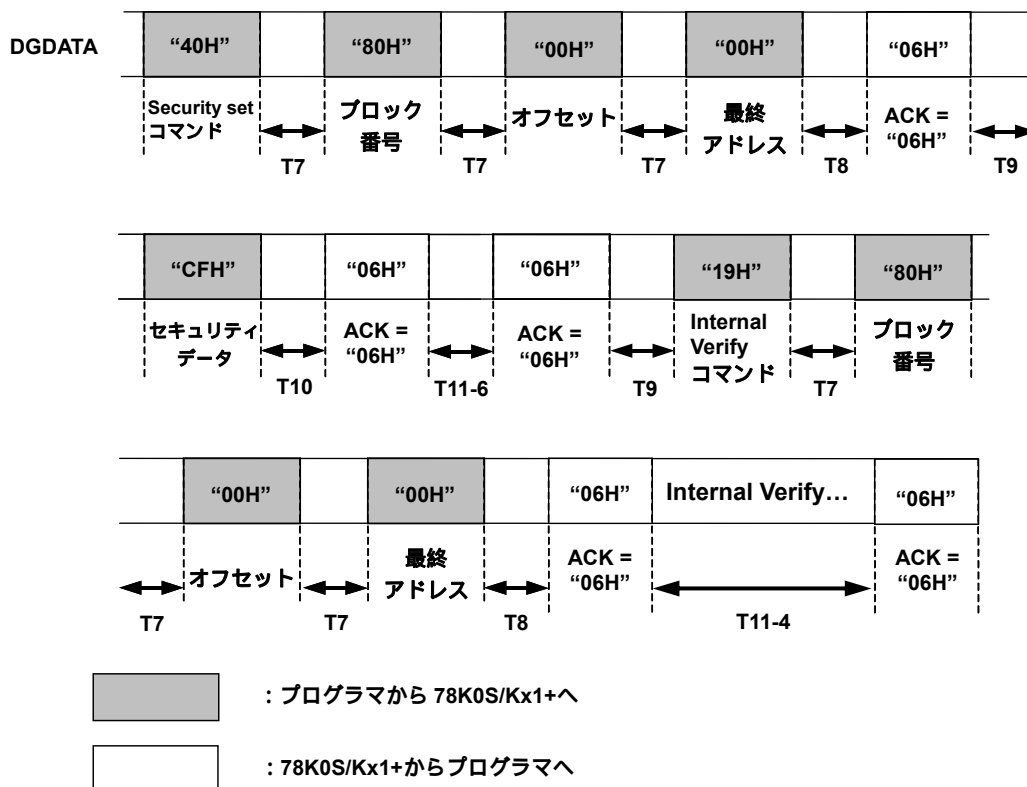 DGDATA
“40H” “80H” “00H” “00H” “06H”
Security set コマンド ブロック 番号 オフセット 最終 アドレス ACK = “06H”
T7 T7 T7 T8 T9
“CFH” “06H” “06H” “19H” “80H”
セキュリティ データ ACK = “06H” ACK = “06H” Internal Verify コマンド ブロック 番号
T10 T11-6 T9 T7
“00H” “00H” “06H” Internal Verify… “06H”
オフセット 最終 アドレス ACK = “06H” ACK = “06H”
T7 T7 T8 T11-4
：プログラマから 78K0S/Kx1+へ
：78K0S/Kx1+からプログラマへ